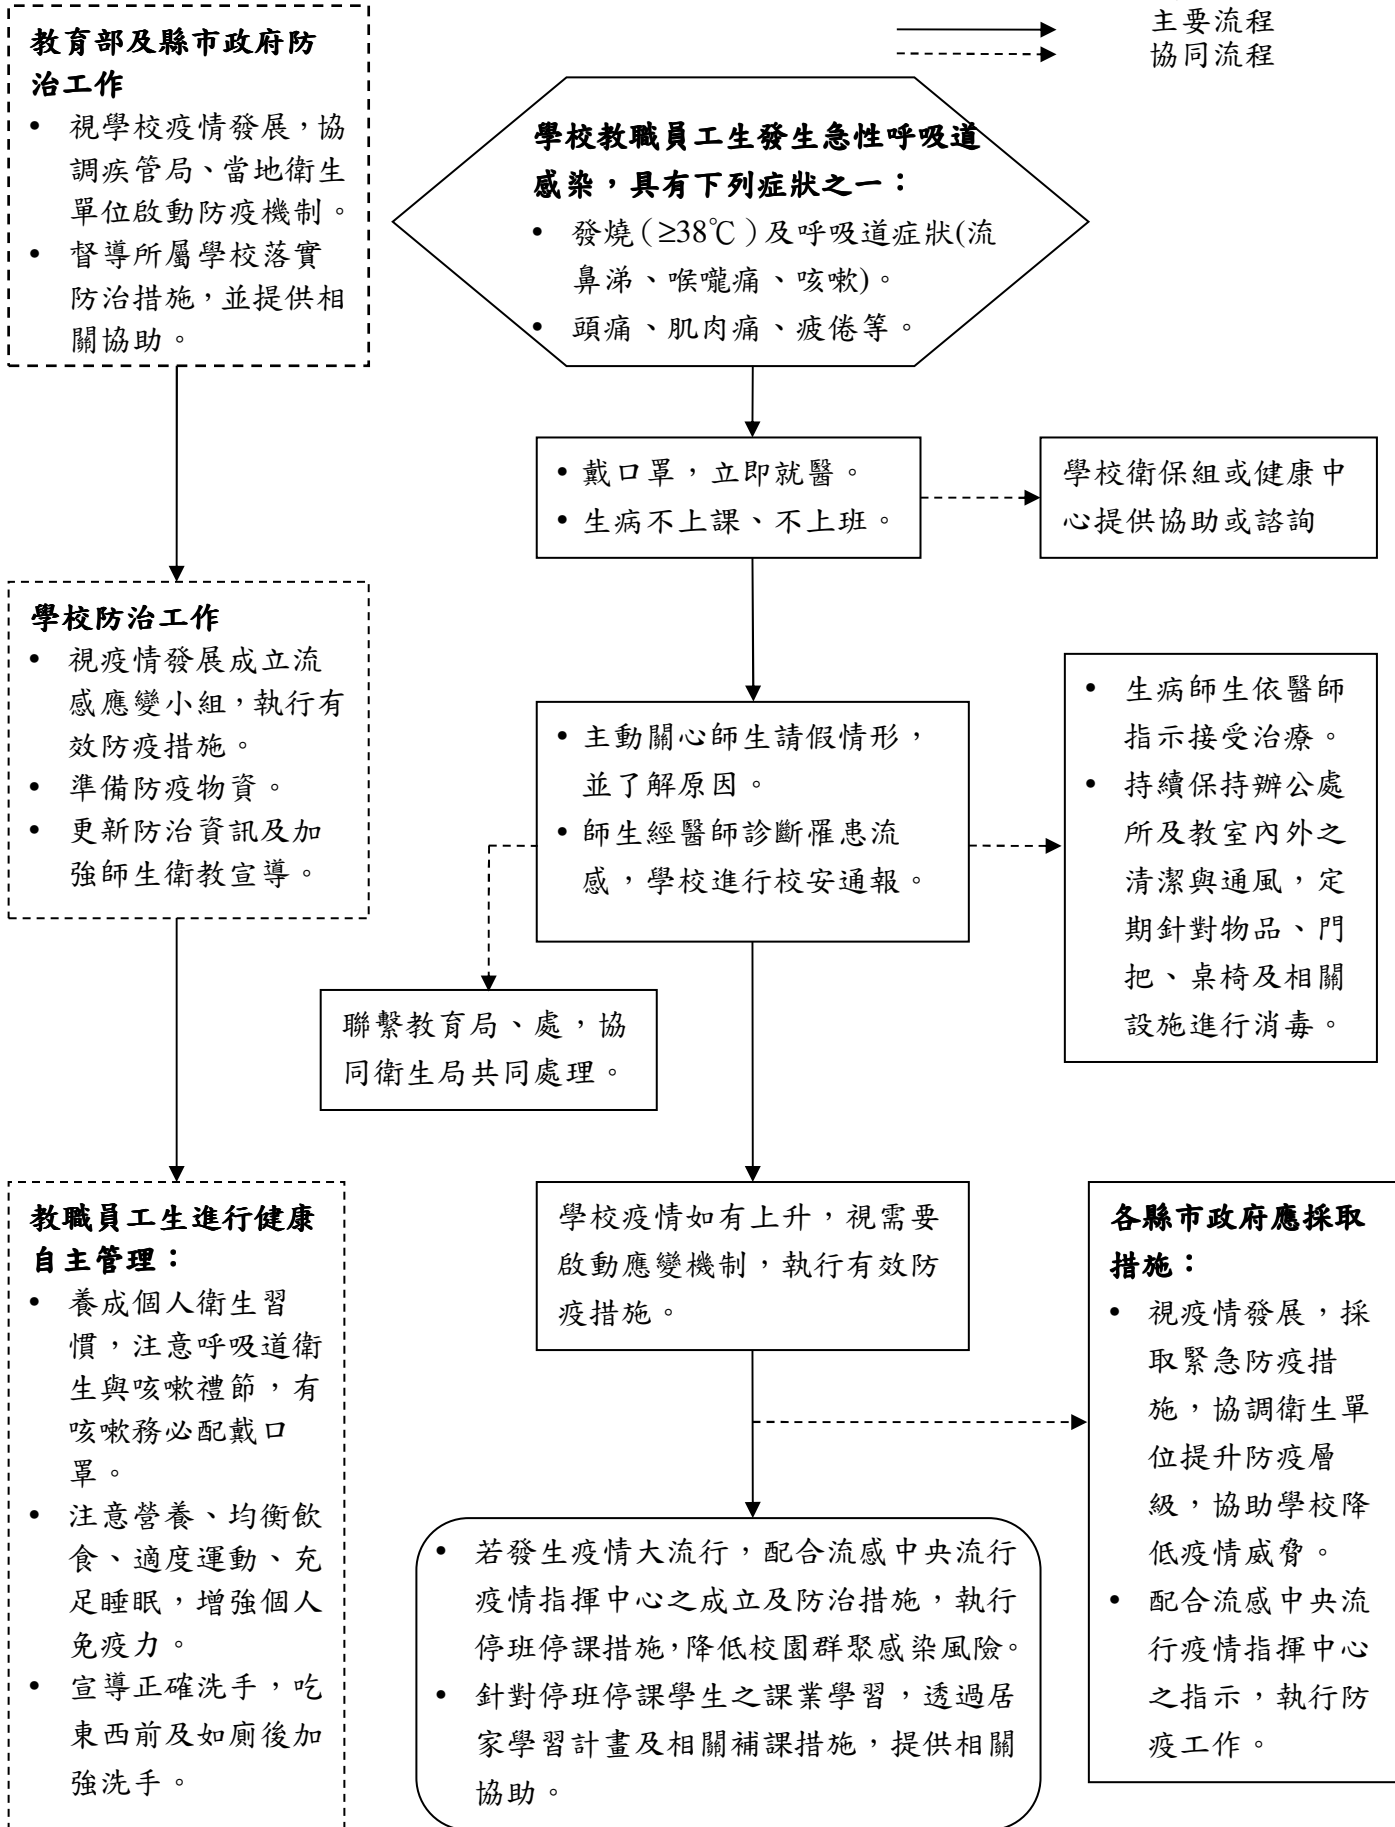 主要流程
協同流程
教育部及縣市政府防
治工作
• 視學校疫情發展，協
調疾管局、當地衛生
單位啟動防疫機制。
• 督導所屬學校落實
防治措施，並提供相
關協助。
學校教職員工生發生急性呼吸道
感染，具有下列症狀之一：
• 發燒（≥38℃）及呼吸道症狀(流
鼻涕、喉嚨痛、咳嗽)。
• 頭痛、肌肉痛、疲倦等。
• 戴口罩，立即就醫。
• 生病不上課、不上班。
學校衛保組或健康中
心提供協助或諮詢
學校防治工作
• 視疫情發展成立流
感應變小組，執行有
效防疫措施。
• 準備防疫物資。
• 更新防治資訊及加
強師生衛教宣導。
• 主動關心師生請假情形，
並了解原因。
• 師生經醫師診斷罹患流
感，學校進行校安通報。
• 生病師生依醫師
指示接受治療。
• 持續保持辦公處
所及教室內外之
清潔與通風，定
期針對物品、門
把、桌椅及相關
設施進行消毒。
聯繫教育局、處，協
同衛生局共同處理。
教職員工生進行健康
自主管理：
• 養成個人衛生習
慣，注意呼吸道衛
生與咳嗽禮節，有
咳嗽務必配戴口
罩。
• 注意營養、均衡飲
食、適度運動、充
足睡眠，增強個人
免疫力。
• 宣導正確洗手，吃
東西前及如廁後加
強洗手。
學校疫情如有上升，視需要
啟動應變機制，執行有效防
疫措施。
各縣市政府應採取
措施：
• 視疫情發展，採
取緊急防疫措
施，協調衛生單
位提升防疫層
級，協助學校降
低疫情威脅。
• 配合流感中央流
行疫情指揮中心
之指示，執行防
疫工作。
• 若發生疫情大流行，配合流感中央流行
疫情指揮中心之成立及防治措施，執行
停班停課措施，降低校園群聚感染風險。
• 針對停班停課學生之課業學習，透過居
家學習計畫及相關補課措施，提供相關
協助。